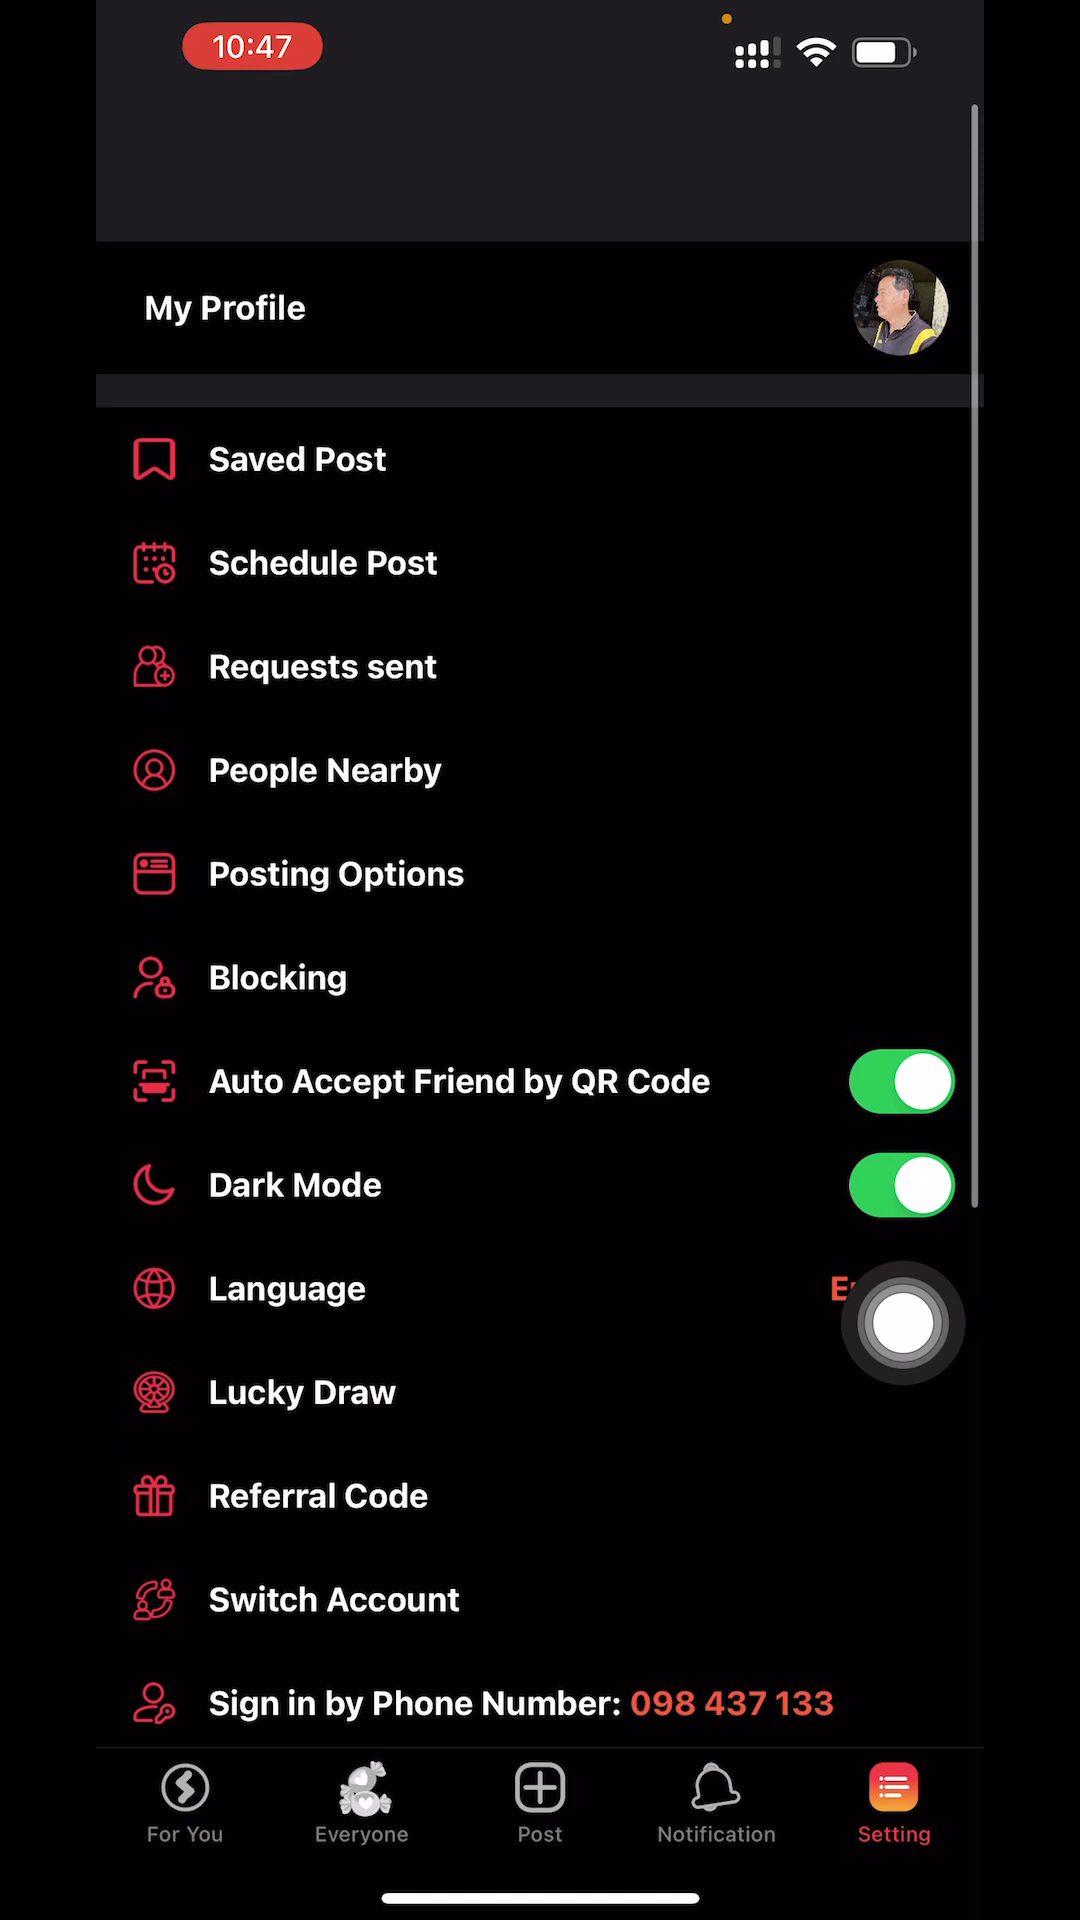 10:47
My Profile
Saved Post
Schedule Post
Requests sent
People Nearby
Posting Options
Blocking
Auto Accept Friend by QR Code
Dark Mode
Language
Lucky Draw
Referral Code
Switch Account
Sign in by Phone Number: 098 437 133
For You
Everyone
Post
Notification
Setting